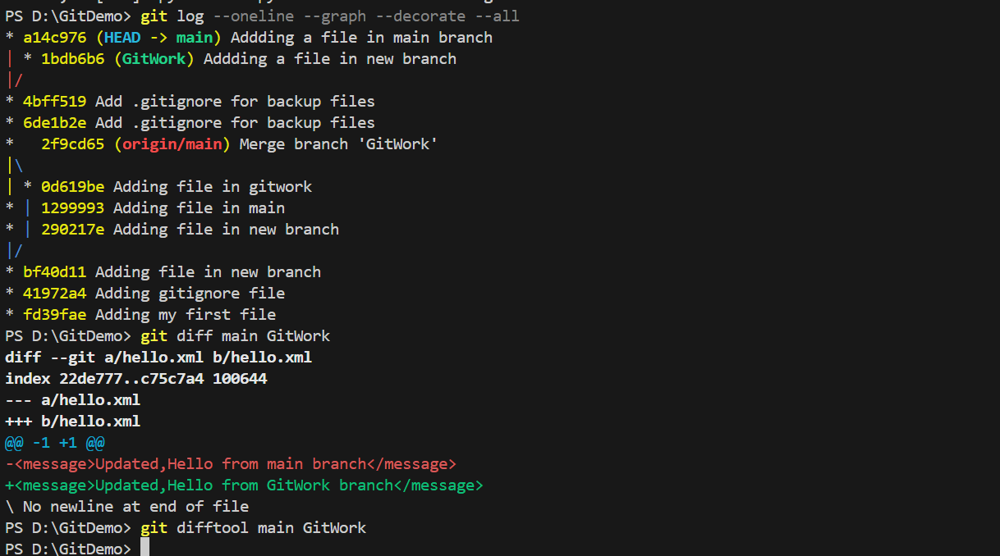 PS D:\GitDemo> git log --oneline --graph --decorate --all
* a14c976 (HEAD -> main) Addding a file in main branch
| * 1bdb6b6 (GitWork) Addding a file in new branch
|/
* 4bff519 Add .gitignore for backup files
* 6de1b2e Add .gitignore for backup files
*   2f9cd65 (origin/main) Merge branch 'GitWork'
|\
| * 0d619be Adding file in gitwork
* | 1299993 Adding file in main
* | 290217e Adding file in new branch
|/
* bf40d11 Adding file in new branch
* 41972a4 Adding gitignore file
* fd39fae Adding my first file
PS D:\GitDemo> git diff main GitWork
diff --git a/hello.xml b/hello.xml
index 22de777..c75c7a4 100644
--- a/hello.xml
+++ b/hello.xml
@@ -1 +1 @@
-<message>Updated,Hello from main branch</message>
+<message>Updated,Hello from GitWork branch</message>
\ No newline at end of file
PS D:\GitDemo> git difftool main GitWork
PS D:\GitDemo>